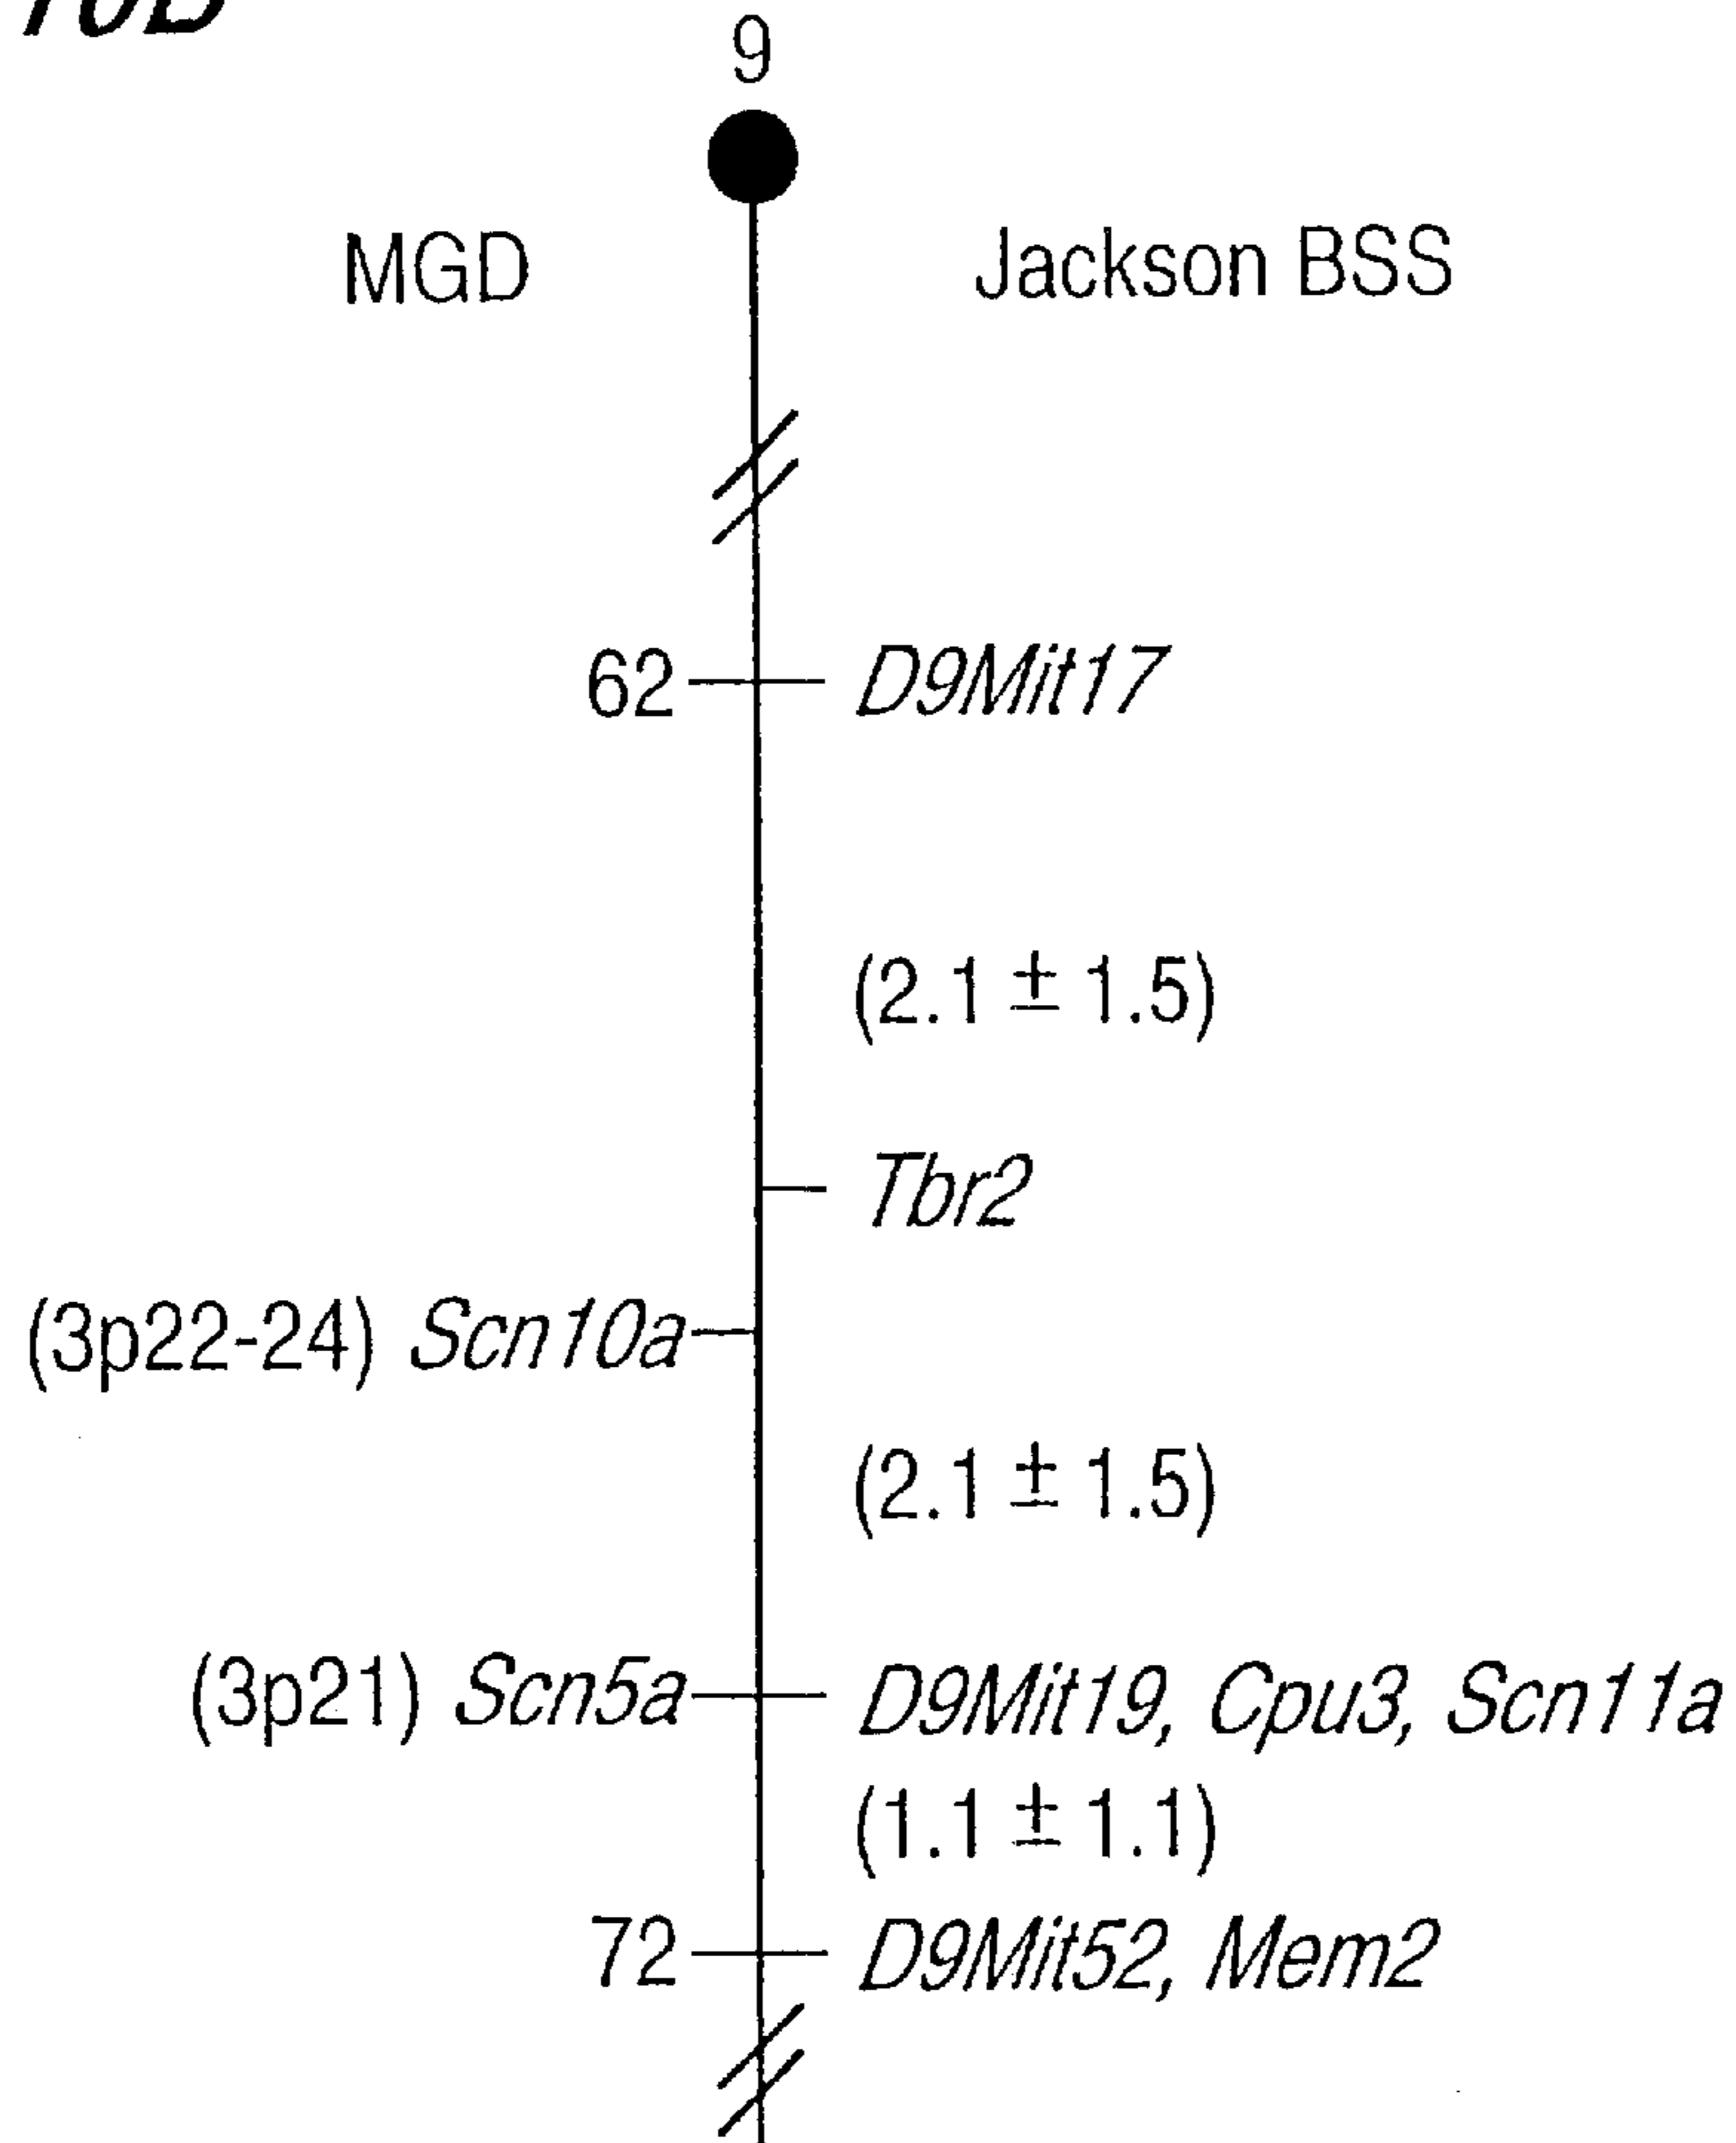 9
MGD Jackson BSS
62 D9Mit17
(2.1 ± 1.5)
Tbr2
(3p22-24) Scn10a
(2.1 ± 1.5)
(3p21) Scn5a D9Mit19, Cpu3, Scn11a
(1.1 ± 1.1)
72 D9Mit52, Mem2